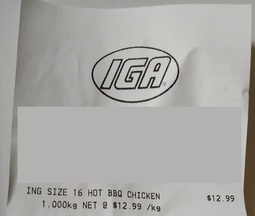 IGA
ING SIZE 16 HOT BBQ CHICKEN $12.99
1.000kg NET @ $12.99 /kg